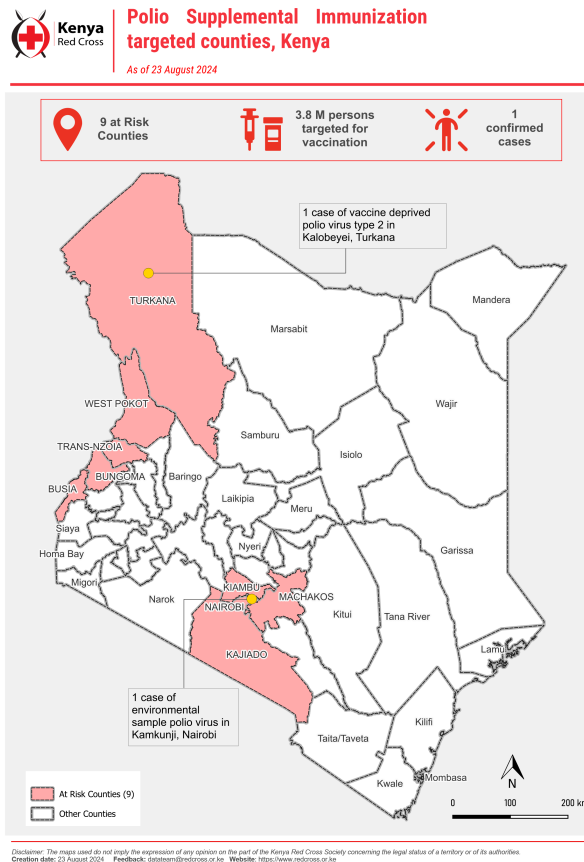 Kenya
Red Cross
Polio Supplemental Immunization
targeted counties, Kenya
As of 23 August 2024
9 at Risk
Counties
3.8 M persons
targeted for
vaccination
1
confirmed
cases
1 case of vaccine deprived
polio virus type 2 in
Kalobeyei, Turkana
TURKANA
Mandera
Marsabit
WEST POKOT
Wajir
TRANS-NZOIA
Samburu
Isiolo
BUNGOMA
Baringo
BUSIA
Laikipia
Meru
Siaya
Nyeri
Garissa
Homa Bay
Migori
KIAMBU
Narok
MACHAKOS
NAIROBI
Kitui
Tana River
KAJIADO
Lamu
1 case of
environmental
sample polio virus in
Kamkunji, Nairobi
Kilifi
Taita/Taveta
Kwale
Mombasa
At Risk Counties (9)
Other Counties
N
0 100 200 km
Disclaimer: The maps used do not imply the expression of any opinion on the part of the Kenya Red Cross Society concerning the legal status of a territory or of its authorities.
Creation date: 23 August 2024 Feedback: datateam@redcross.or.ke Website: https://www.redcross.or.ke